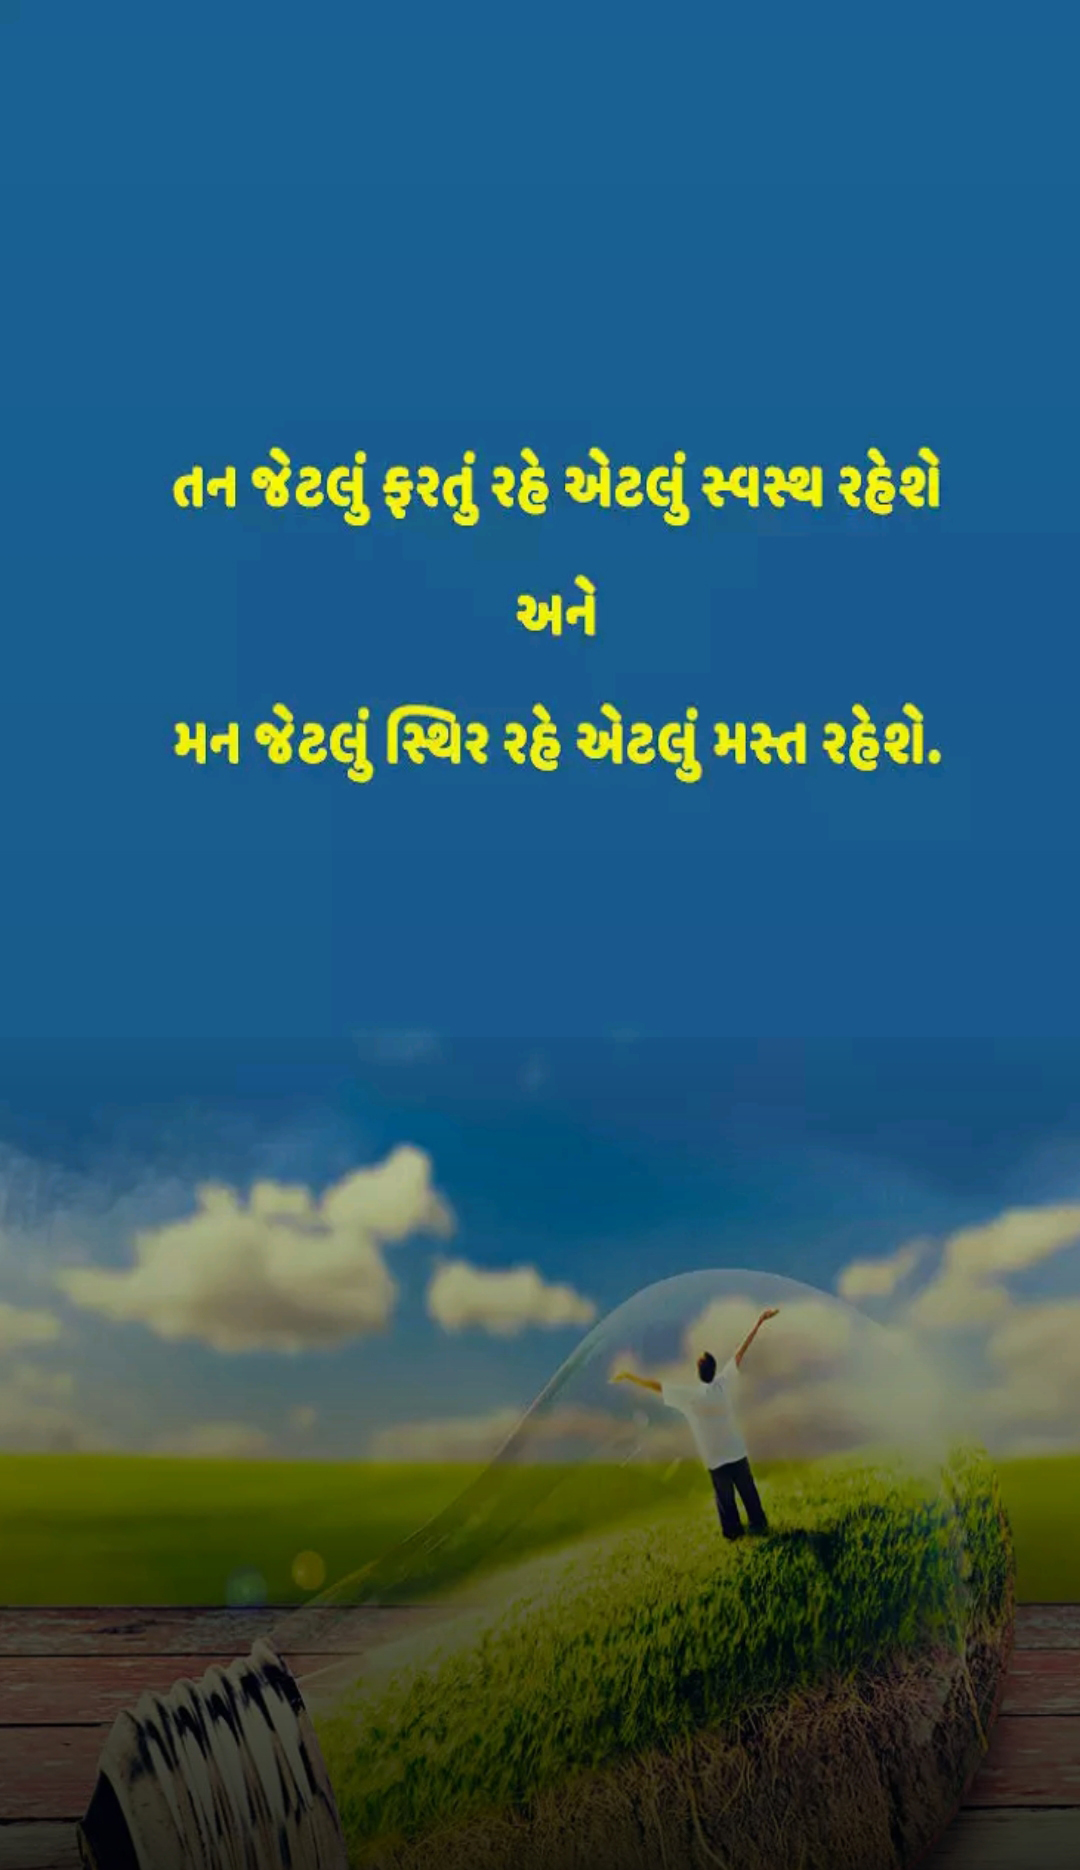 તન જેટલું ફરતું રહે એટલું સ્વસ્થ રહેશે
અને
મન જેટલું સ્થિર રહે એટલું મસ્ત રહેશે.